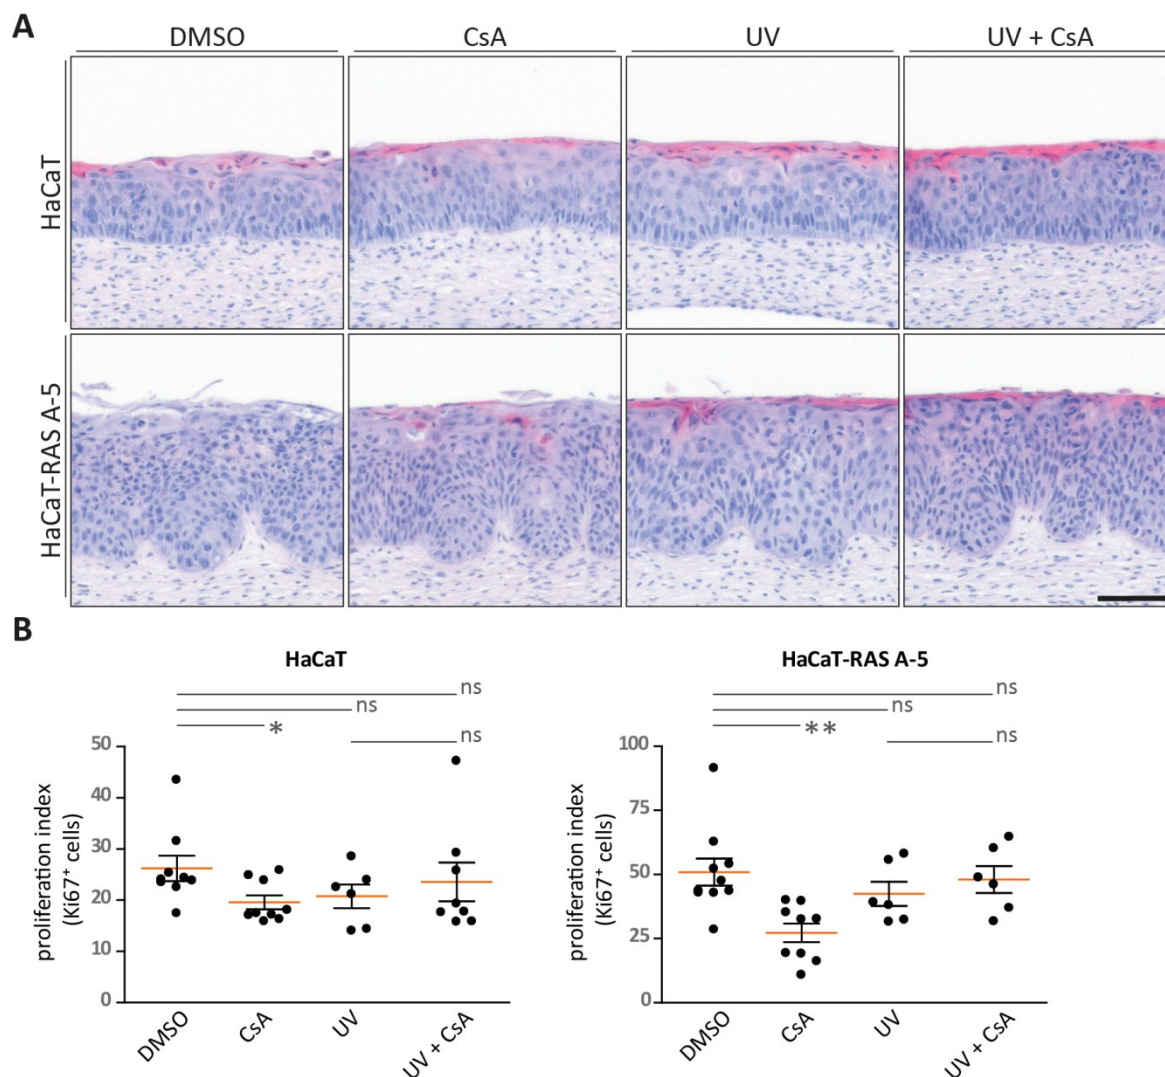 A
DMSO CsA UV UV + CsA
HaCaT
HaCaT-RAS A-5
B
HaCaT
ns
ns
*
ns
proliferation index
(Ki67⁺ cells)
50
40
30
20
10
0
DMSO CsA UV UV + CsA
HaCaT-RAS A-5
ns
ns
**
ns
proliferation index
(Ki67⁺ cells)
100
75
50
25
0
DMSO CsA UV UV + CsA